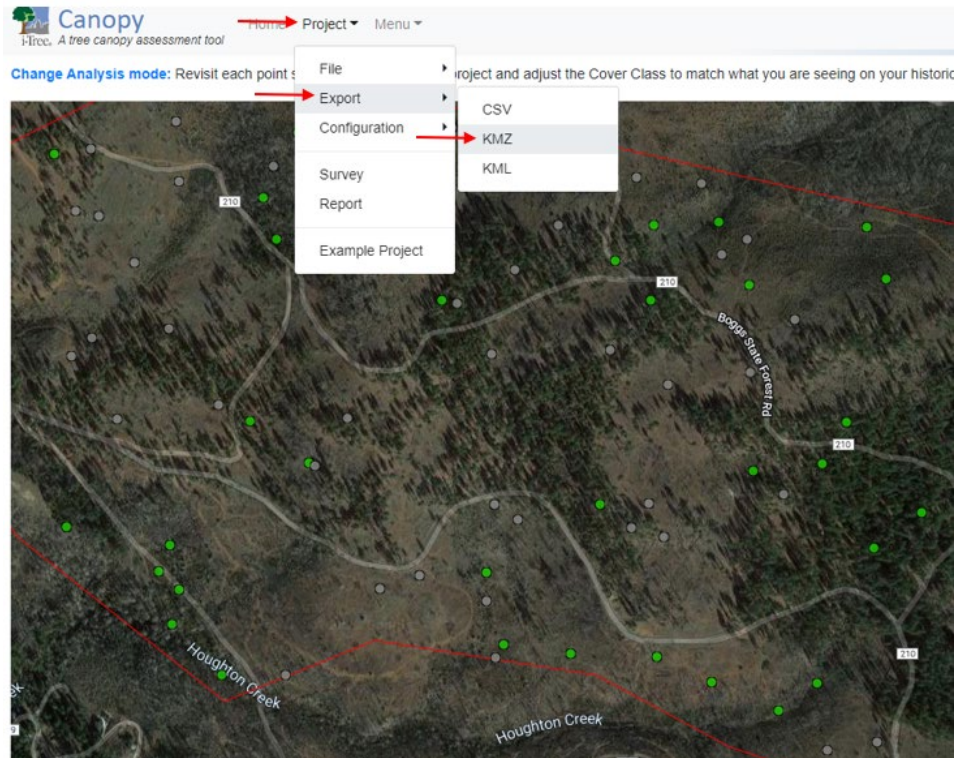 Canopy
i-Tree. A tree canopy assessment tool
Home Project Menu
Change Analysis mode: Revisit each point s roject and adjust the Cover Class to match what you are seeing on your historic
File
Export
CSV
Configuration
KMZ
KML
Survey
210
Report
Example Project
210
Boggs State Forest Rd
210
210
Houghton Creek
Houghton Creek
9